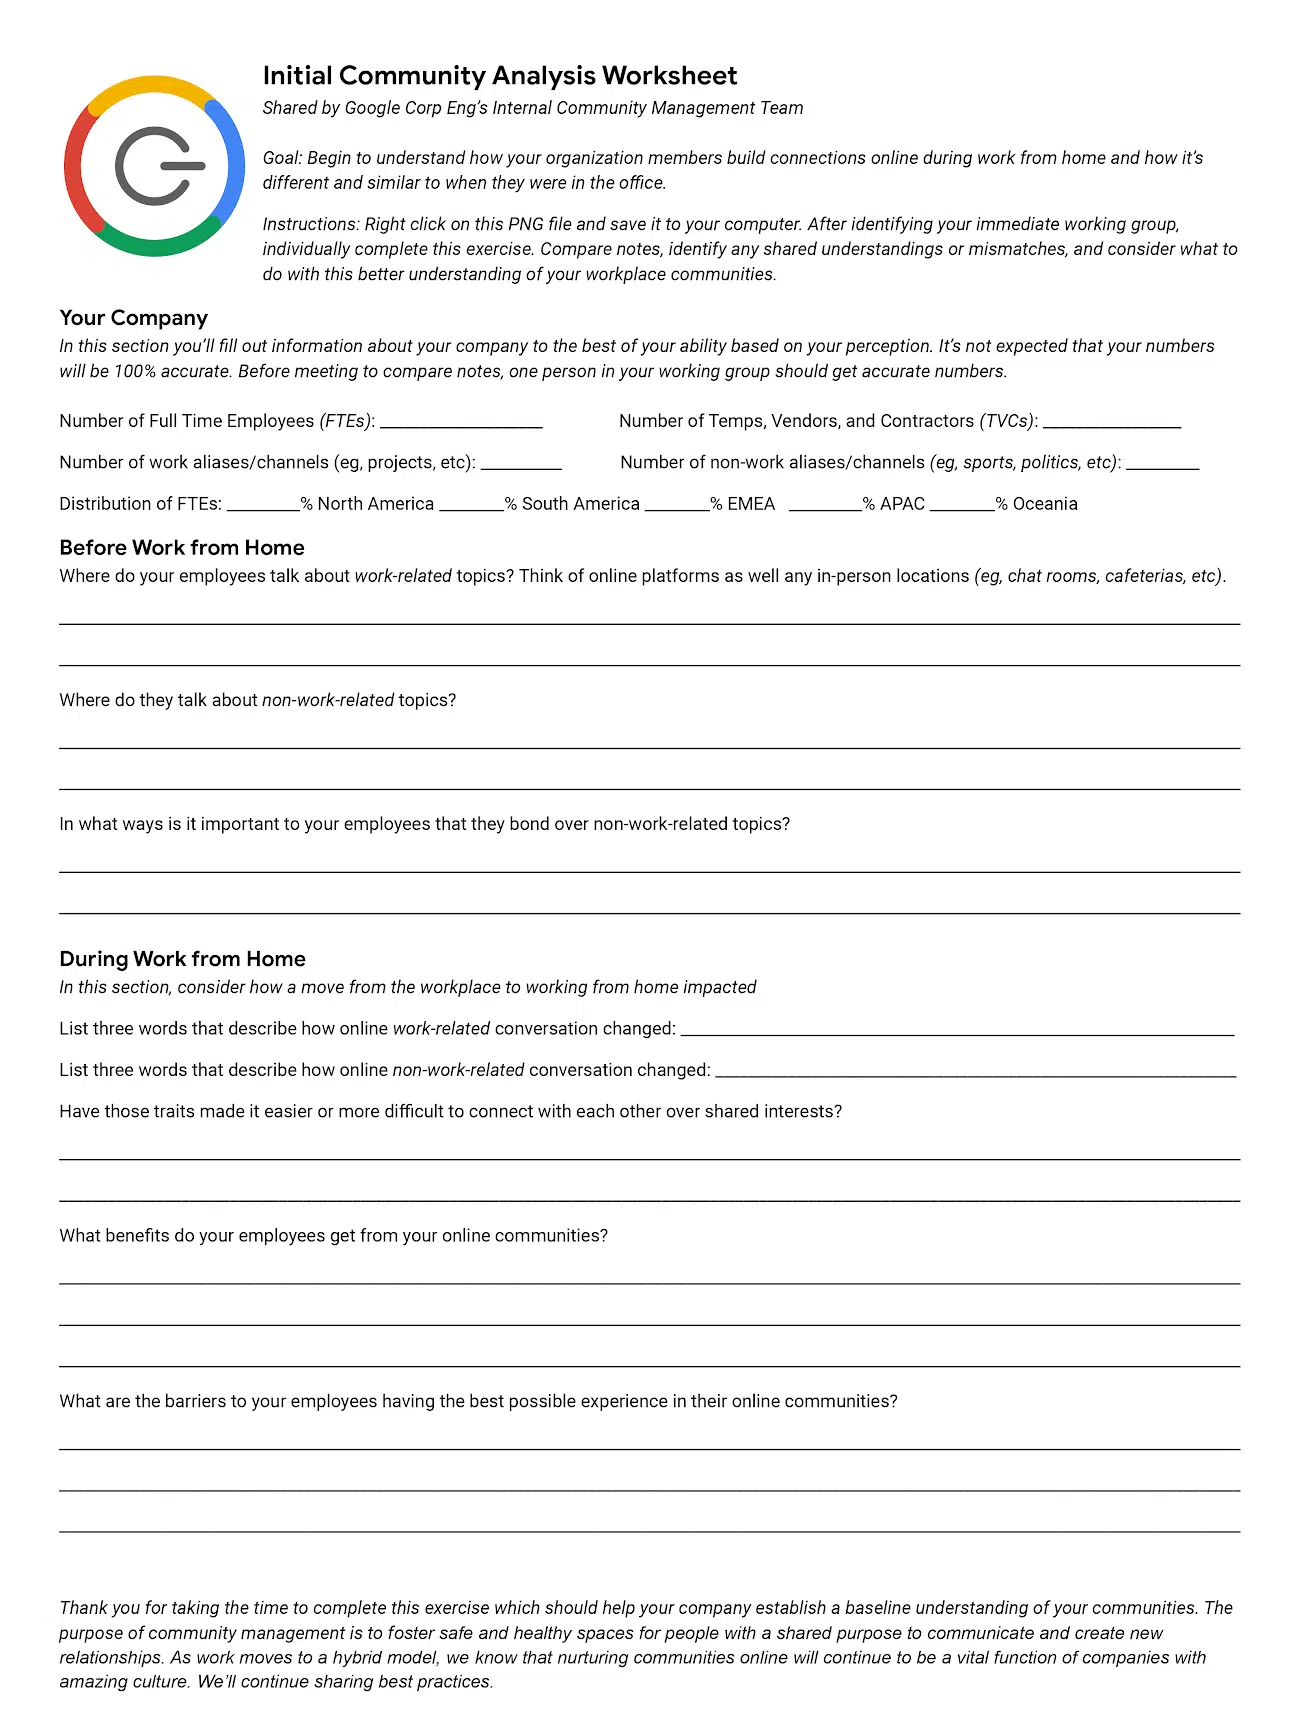 Initial Community Analysis Worksheet
Shared by Google Corp Eng's Internal Community Management Team
Goal: Begin to understand how your organization members build connections online during work from home and how it's
different and similar to when they were in the office.
Instructions: Right click on this PNG file and save it to your computer. After identifying your immediate working group,
individually complete this exercise. Compare notes, identify any shared understandings or mismatches, and consider what to
do with this better understanding of your workplace communities.
Your Company
In this section you'll fill out information about your company to the best of your ability based on your perception. It's not expected that your numbers
will be 100% accurate. Before meeting to compare notes, one person in your working group should get accurate numbers.
Number of Full Time Employees (FTEs): __________________ Number of Temps, Vendors, and Contractors (TVCs): _______________
Number of work aliases/channels (eg, projects, etc): _________ Number of non-work aliases/channels (eg, sports, politics, etc): ________
Distribution of FTEs: ________% North America _______% South America _______% EMEA ________% APAC _______% Oceania
Before Work from Home
Where do your employees talk about work-related topics? Think of online platforms as well any in-person locations (eg, chat rooms, cafeterias, etc).
Where do they talk about non-work-related topics?
In what ways is it important to your employees that they bond over non-work-related topics?
During Work from Home
In this section, consider how a move from the workplace to working from home impacted
List three words that describe how online work-related conversation changed: ____________________
List three words that describe how online non-work-related conversation changed: ____________________
Have those traits made it easier or more difficult to connect with each other over shared interests?
What benefits do your employees get from your online communities?
What are the barriers to your employees having the best possible experience in their online communities?
Thank you for taking the time to complete this exercise which should help your company establish a baseline understanding of your communities. The
purpose of community management is to foster safe and healthy spaces for people with a shared purpose to communicate and create new
relationships. As work moves to a hybrid model, we know that nurturing communities online will continue to be a vital function of companies with
amazing culture. We'll continue sharing best practices.